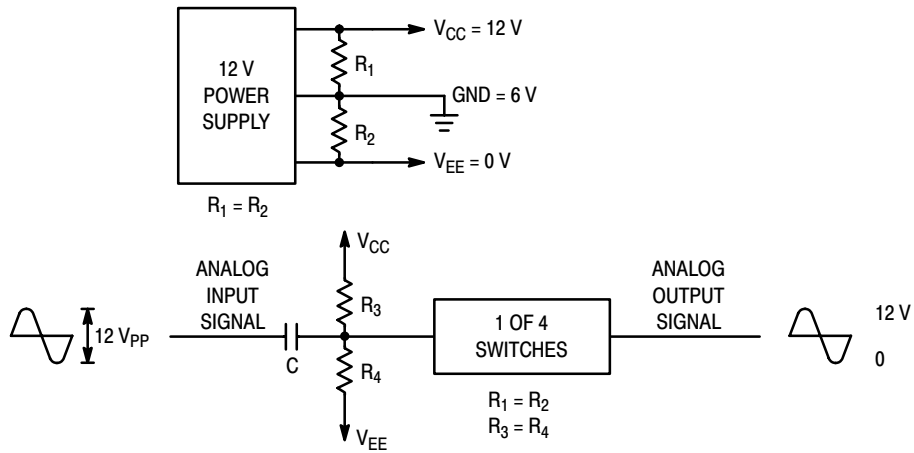 V_CC = 12 V
12 V
POWER
SUPPLY
R_1
GND = 6 V
R_2
V_EE = 0 V
R_1 = R_2
V_CC
ANALOG
INPUT
SIGNAL
ANALOG
OUTPUT
SIGNAL
R_3
12 V_PP
C
1 OF 4
SWITCHES
12 V
0
R_4
R_1 = R_2
R_3 = R_4
V_EE